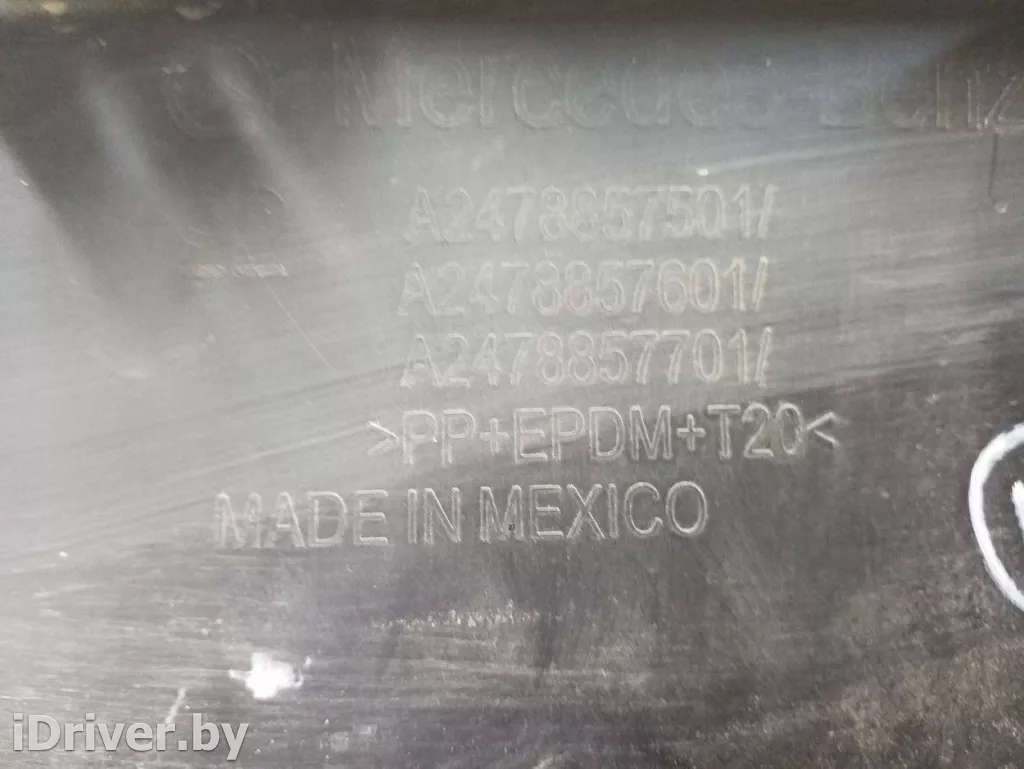 Mercedes Benz
A2478857501/
A2478857601/
A2478857701/
>PP+EPDM+T20<
MADE IN MEXICO
iDriver.by